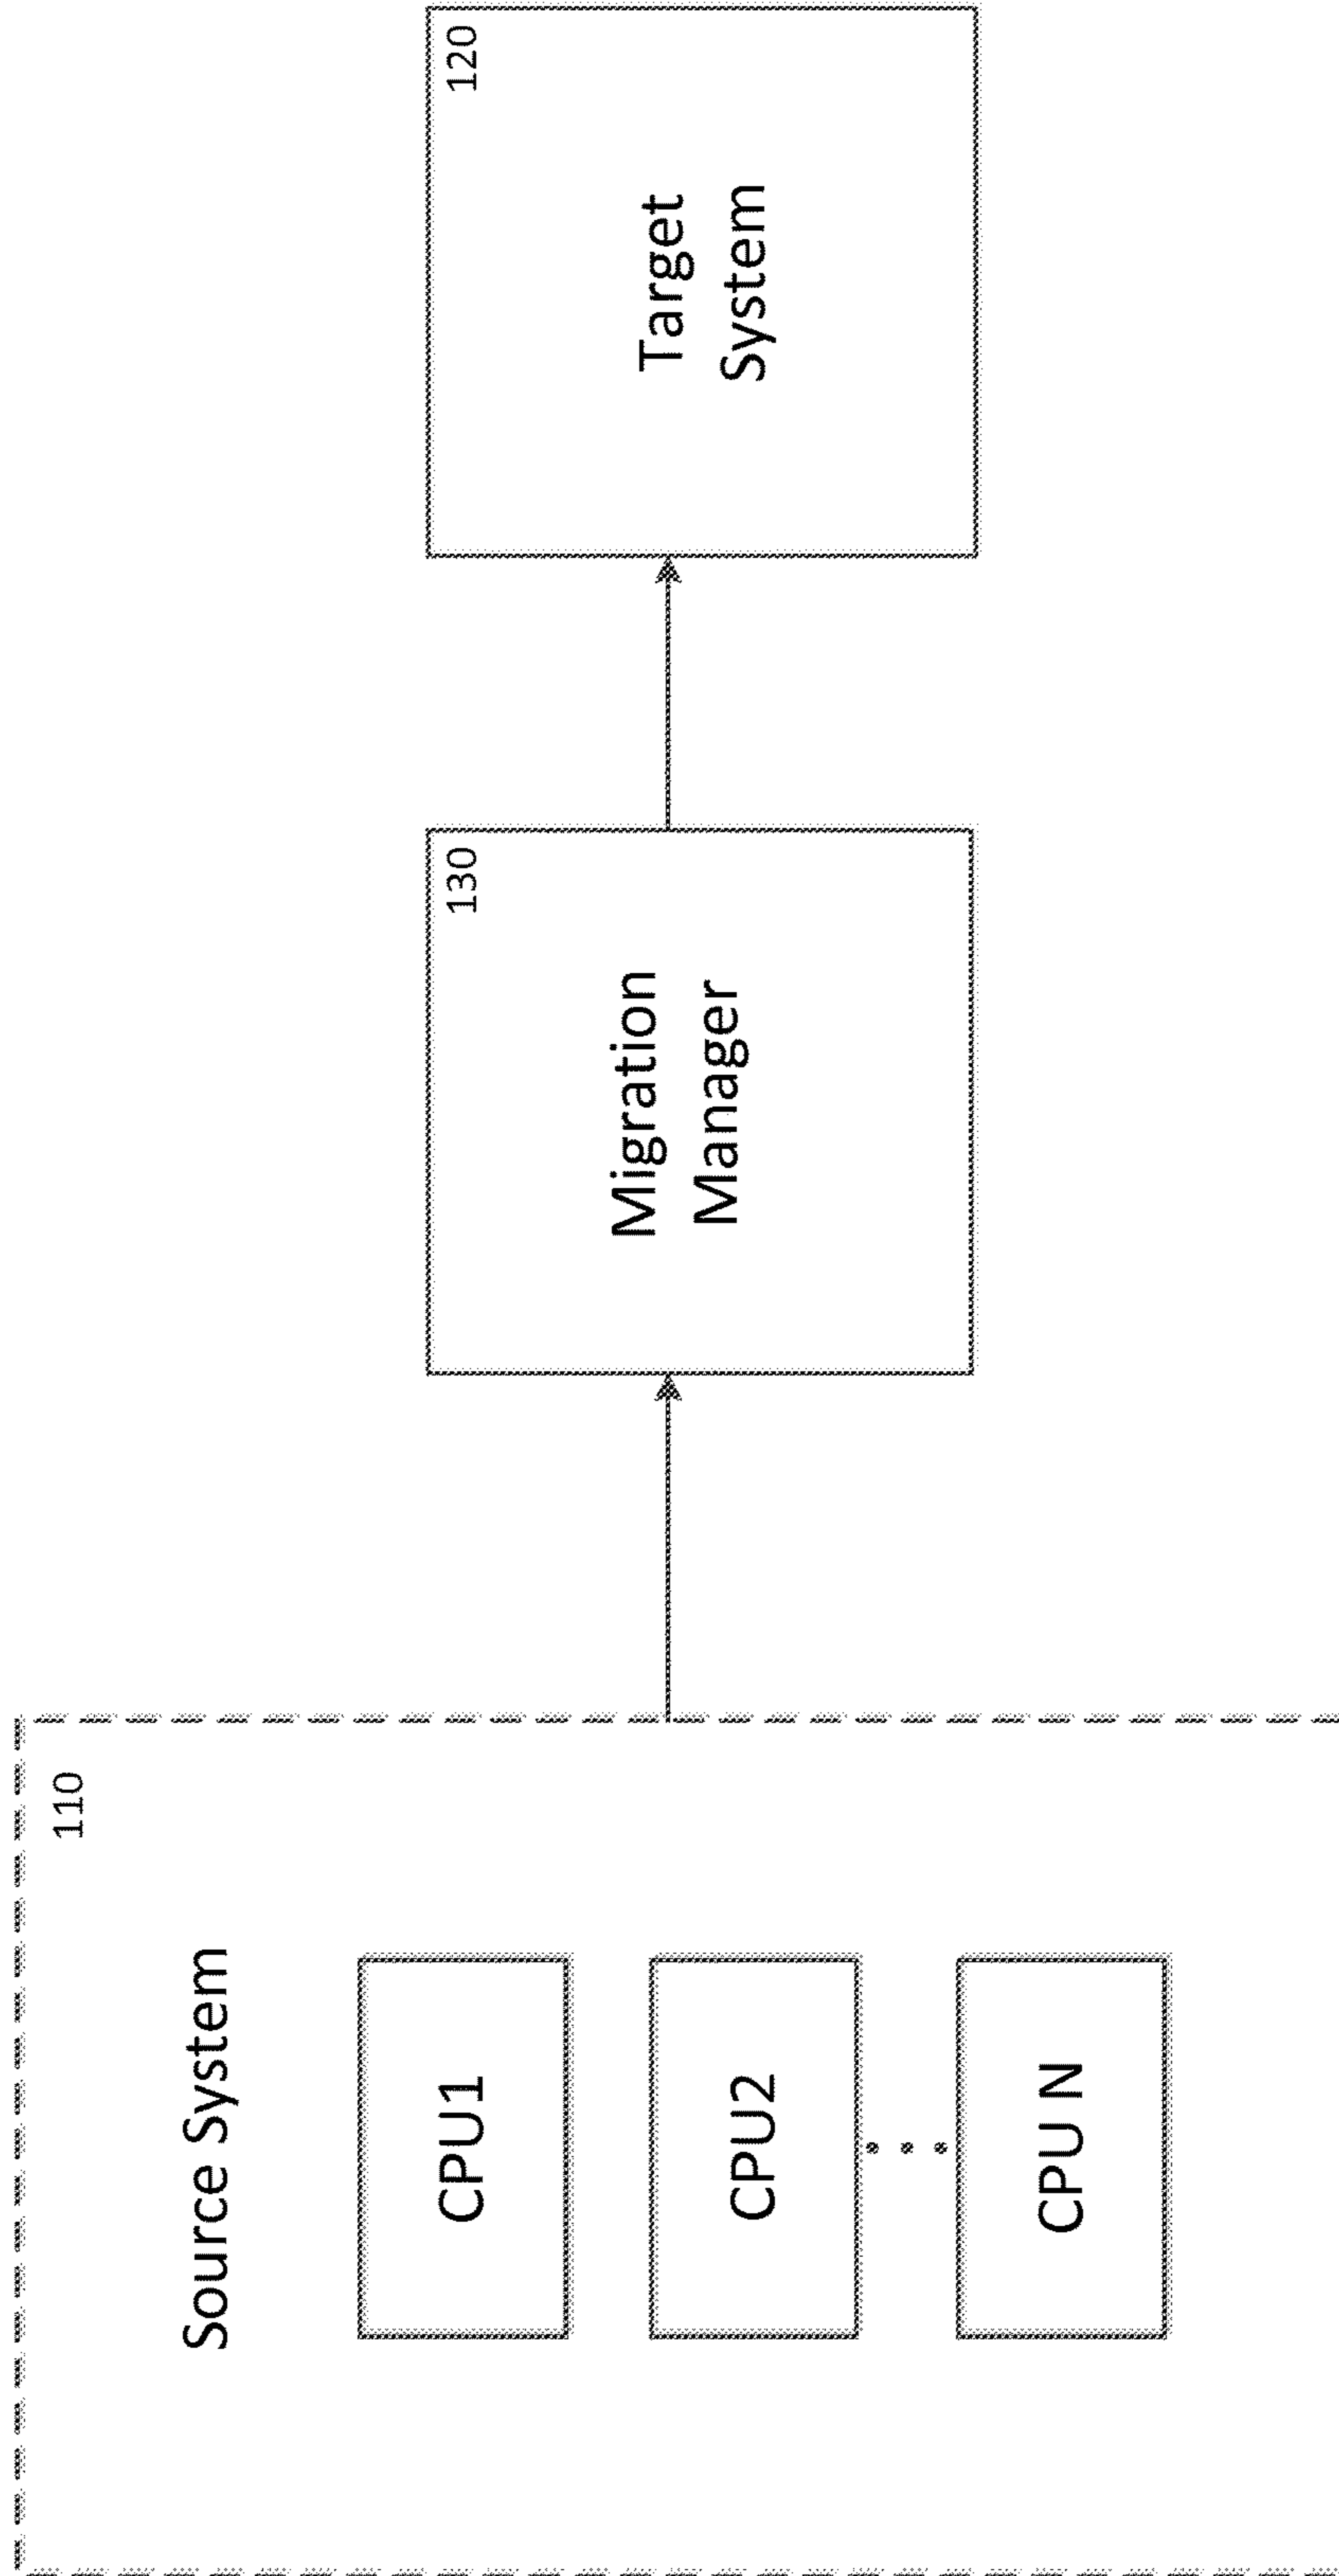 110
Source System
CPU1
CPU2
CPU N
130
Migration
Manager
120
Target
System